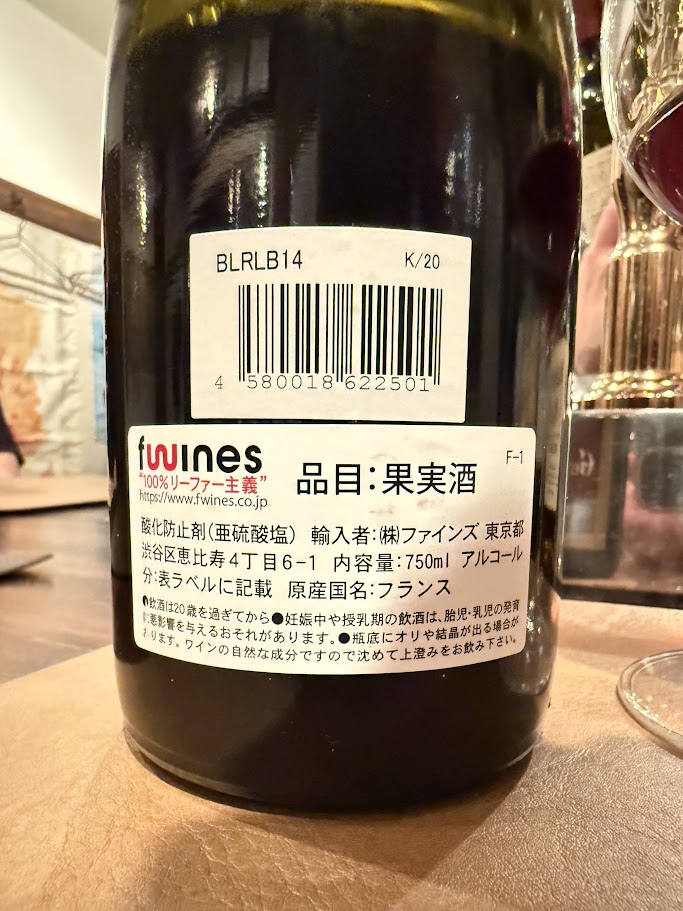 BLRLB14 K/20
4 580018 622501
fwines
"100%リーファー主義"
https://www.fwines.co.jp
品目：果実酒
F-1
酸化防止剤（亜硫酸塩） 輸入者：㈱ファインズ 東京都
渋谷区恵比寿4丁目6-1 内容量：750ml アルコール
分：表ラベルに記載 原産国名：フランス
●飲酒は20歳を過ぎてから●妊娠中や授乳期の飲酒は、胎児・乳児の発育
に悪影響を与えるおそれがあります。●瓶底にオリや結晶が出る場合が
あります。ワインの自然な成分ですので沈めて上澄みをお飲み下さい。